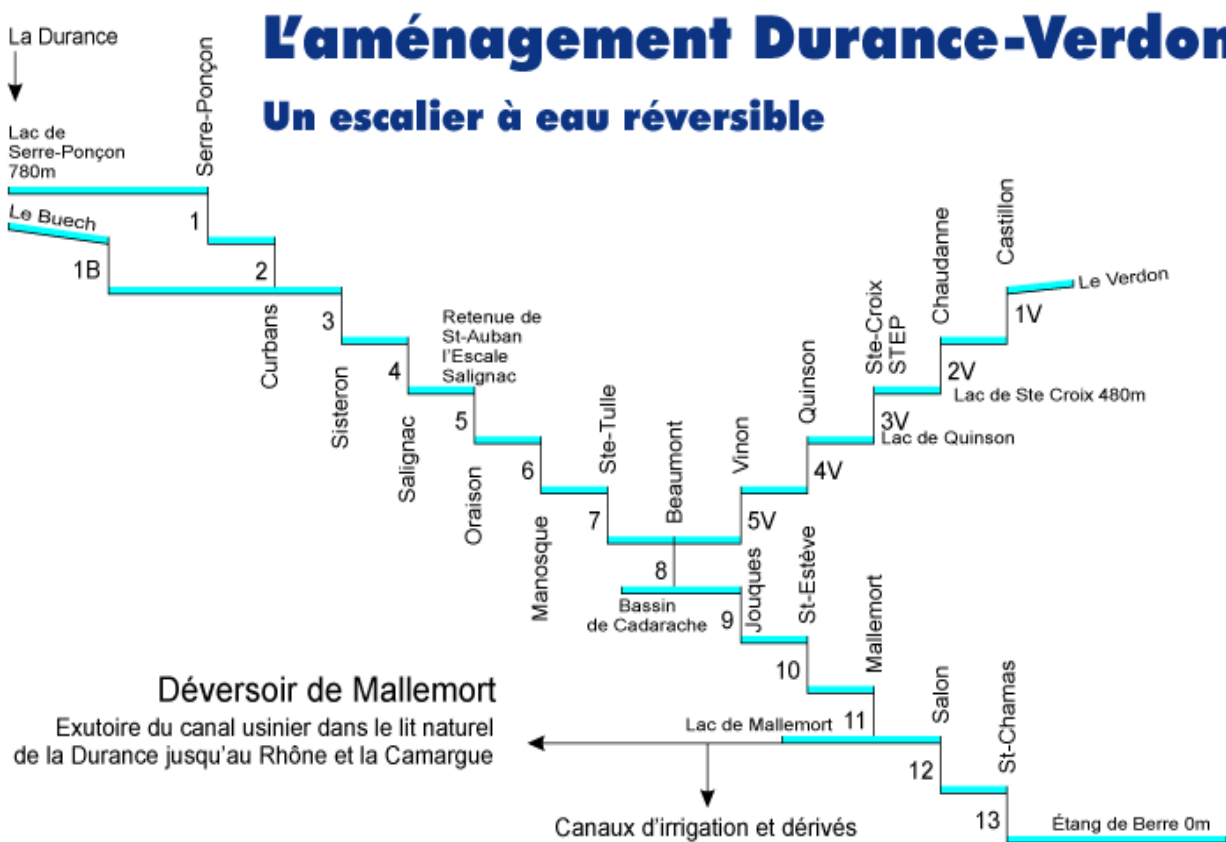 L'aménagement Durance-Verdon
Un escalier à eau réversible
La Durance
Lac de
Serre-Ponçon
780m
Serre-Ponçon
Le Buech
1
1B
2
Curbans
3
Sisteron
4
Salignac
Retenue de
St-Auban
l'Escale
Salignac
5
Oraison
6
Manosque
Ste-Tulle
7
Beaumont
8
Bassin
de Cadarache
Vinon
5V
Quinson
4V
Ste-Croix
STEP
3V
Lac de Quinson
Chaudanne
2V
Lac de Ste Croix 480m
Castillon
1V
Le Verdon
9
Jouques
St-Estève
10
Mallemort
11
Lac de Mallemort
Déversoir de Mallemort
Exutoire du canal usinier dans le lit naturel
de la Durance jusqu'au Rhône et la Camargue
Canaux d'irrigation et dérivés
Salon
12
St-Chamas
13
Étang de Berre 0m